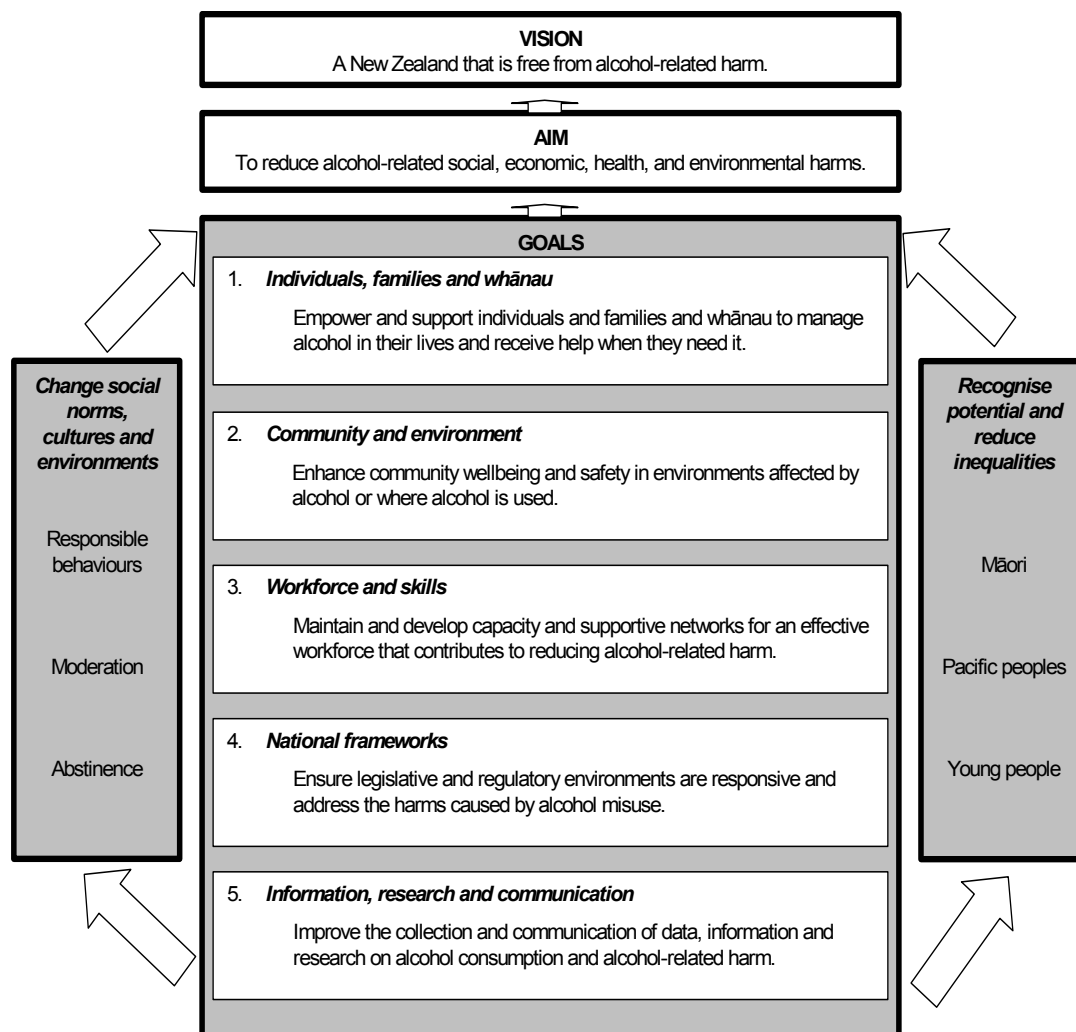 VISION
A New Zealand that is free from alcohol-related harm.
AIM
To reduce alcohol-related social, economic, health, and environmental harms.
GOALS
1. Individuals, families and whānau
Empower and support individuals and families and whānau to manage
alcohol in their lives and receive help when they need it.
2. Community and environment
Enhance community wellbeing and safety in environments affected by
alcohol or where alcohol is used.
3. Workforce and skills
Maintain and develop capacity and supportive networks for an effective
workforce that contributes to reducing alcohol-related harm.
4. National frameworks
Ensure legislative and regulatory environments are responsive and
address the harms caused by alcohol misuse.
5. Information, research and communication
Improve the collection and communication of data, information and
research on alcohol consumption and alcohol-related harm.
Change social
norms,
cultures and
environments
Responsible
behaviours
Moderation
Abstinence
Recognise
potential and
reduce
inequalities
Māori
Pacific peoples
Young people